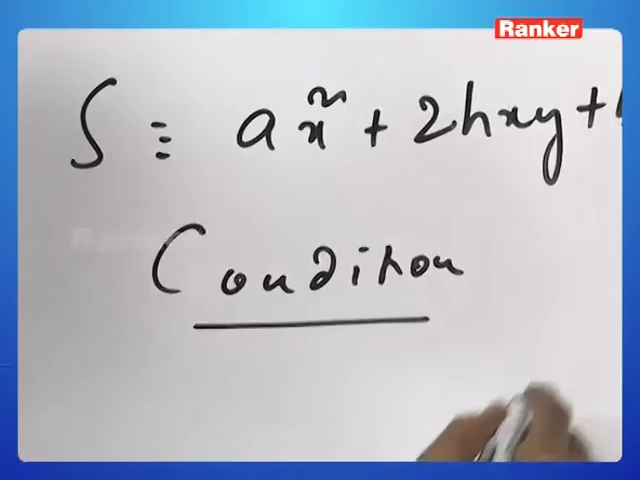 Ranker
S ≡ ax² + 2hxy +
Condition